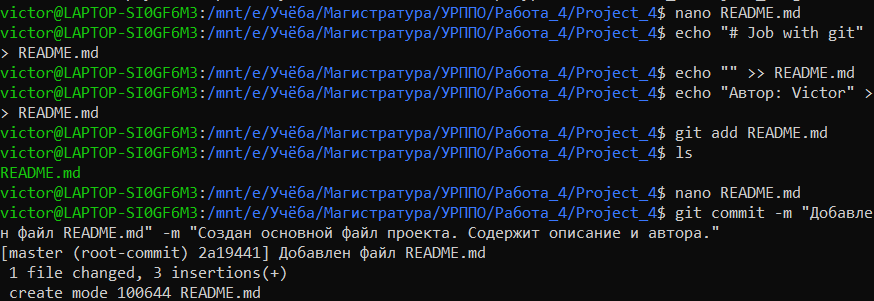 victor@LAPTOP-SI0GF6M3:/mnt/e/Учёба/Магистратура/УРППО/Работа_4/Project_4$ nano README.md
victor@LAPTOP-SI0GF6M3:/mnt/e/Учёба/Магистратура/УРППО/Работа_4/Project_4$ echo "# Job with git"
> README.md
victor@LAPTOP-SI0GF6M3:/mnt/e/Учёба/Магистратура/УРППО/Работа_4/Project_4$ echo "" >> README.md
victor@LAPTOP-SI0GF6M3:/mnt/e/Учёба/Магистратура/УРППО/Работа_4/Project_4$ echo "Автор: Victor" >
> README.md
victor@LAPTOP-SI0GF6M3:/mnt/e/Учёба/Магистратура/УРППО/Работа_4/Project_4$ git add README.md
victor@LAPTOP-SI0GF6M3:/mnt/e/Учёба/Магистратура/УРППО/Работа_4/Project_4$ ls
README.md
victor@LAPTOP-SI0GF6M3:/mnt/e/Учёба/Магистратура/УРППО/Работа_4/Project_4$ nano README.md
victor@LAPTOP-SI0GF6M3:/mnt/e/Учёба/Магистратура/УРППО/Работа_4/Project_4$ git commit -m "Добавле
н файл README.md" -m "Создан основной файл проекта. Содержит описание и автора."
[master (root-commit) 2a19441] Добавлен файл README.md
 1 file changed, 3 insertions(+)
 create mode 100644 README.md